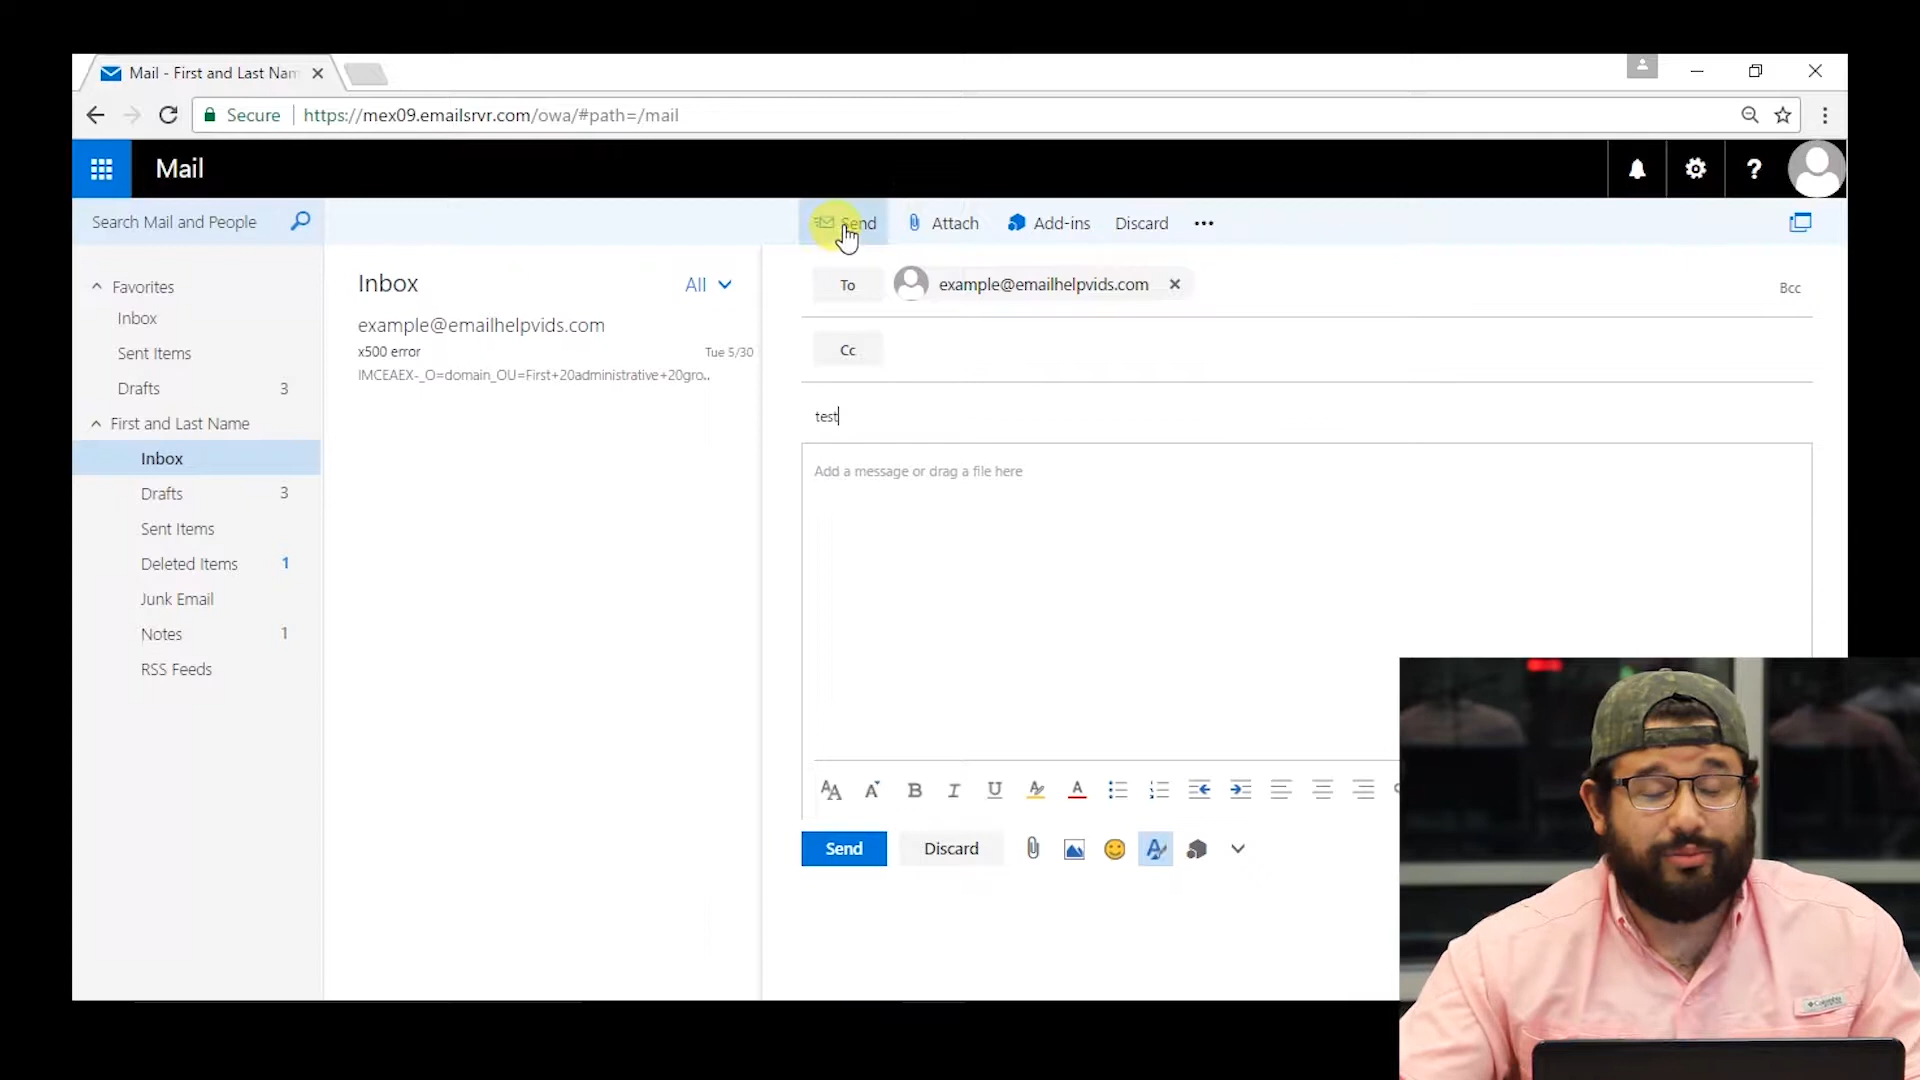 Mail - First and Last Nam
Secure https://mex09.emailsrvr.com/owa/#path=/mail
Mail
Search Mail and People
Send Attach Add-ins Discard
Favorites
Inbox
Sent Items
Drafts 3
First and Last Name
Inbox
Drafts 3
Sent Items
Deleted Items 1
Junk Email
Notes 1
RSS Feeds
Inbox All
example@emailhelpvids.com
x500 error Tue 5/30
IMCEAEX-_O=domain_OU=First+20administrative+20gro..
To example@emailhelpvids.com Bcc
Cc
test
Add a message or drag a file here
Send Discard
Columbia